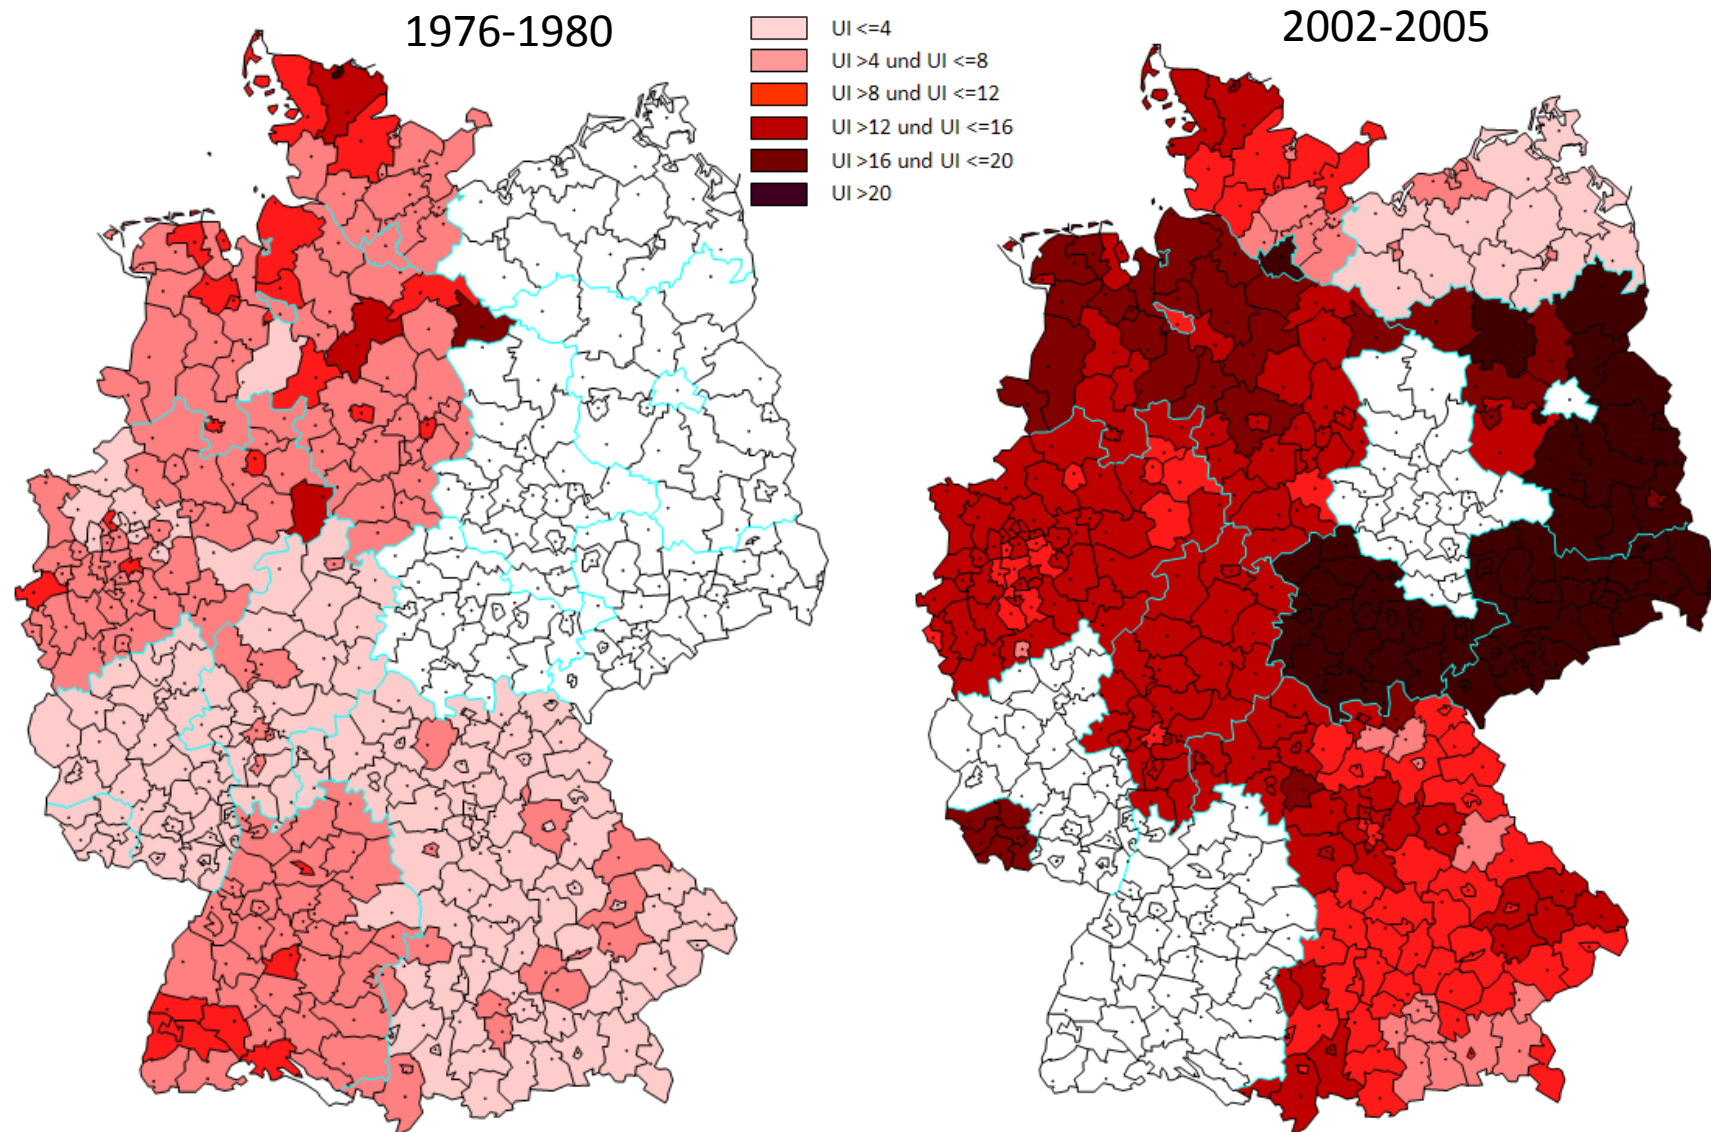 1976-1980
2002-2005
UI <=4
UI >4 und UI <=8
UI >8 und UI <=12
UI >12 und UI <=16
UI >16 und UI <=20
UI >20